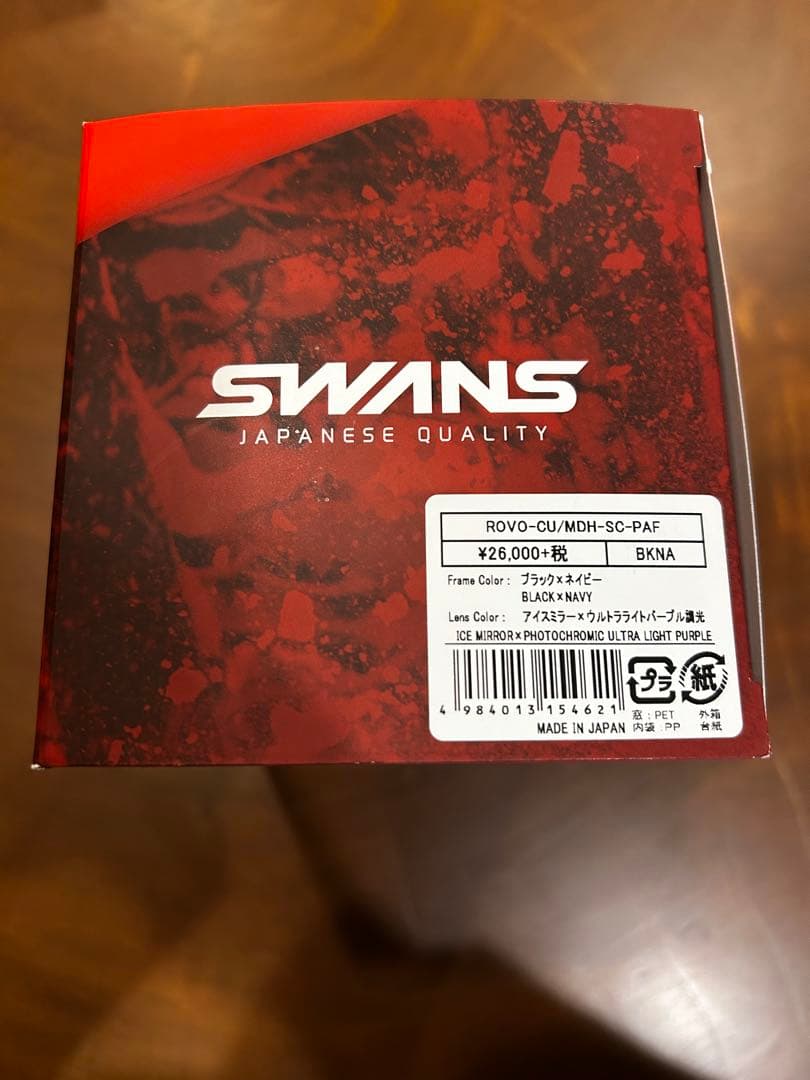 SWANS
JAPANESE QUALITY
ROVO-CU/MDH-SC-PAF
¥26,000+税 BKNA
Frame Color: ブラック×ネイビー
BLACK×NAVY
Lens Color: アイスミラー×ウルトラライトパープル調光
ICE MIRROR×PHOTOCHROMIC ULTRA LIGHT PURPLE
プラ 紙
4 984013 154621
窓:PET 外箱
MADE IN JAPAN 内袋:PP 台紙